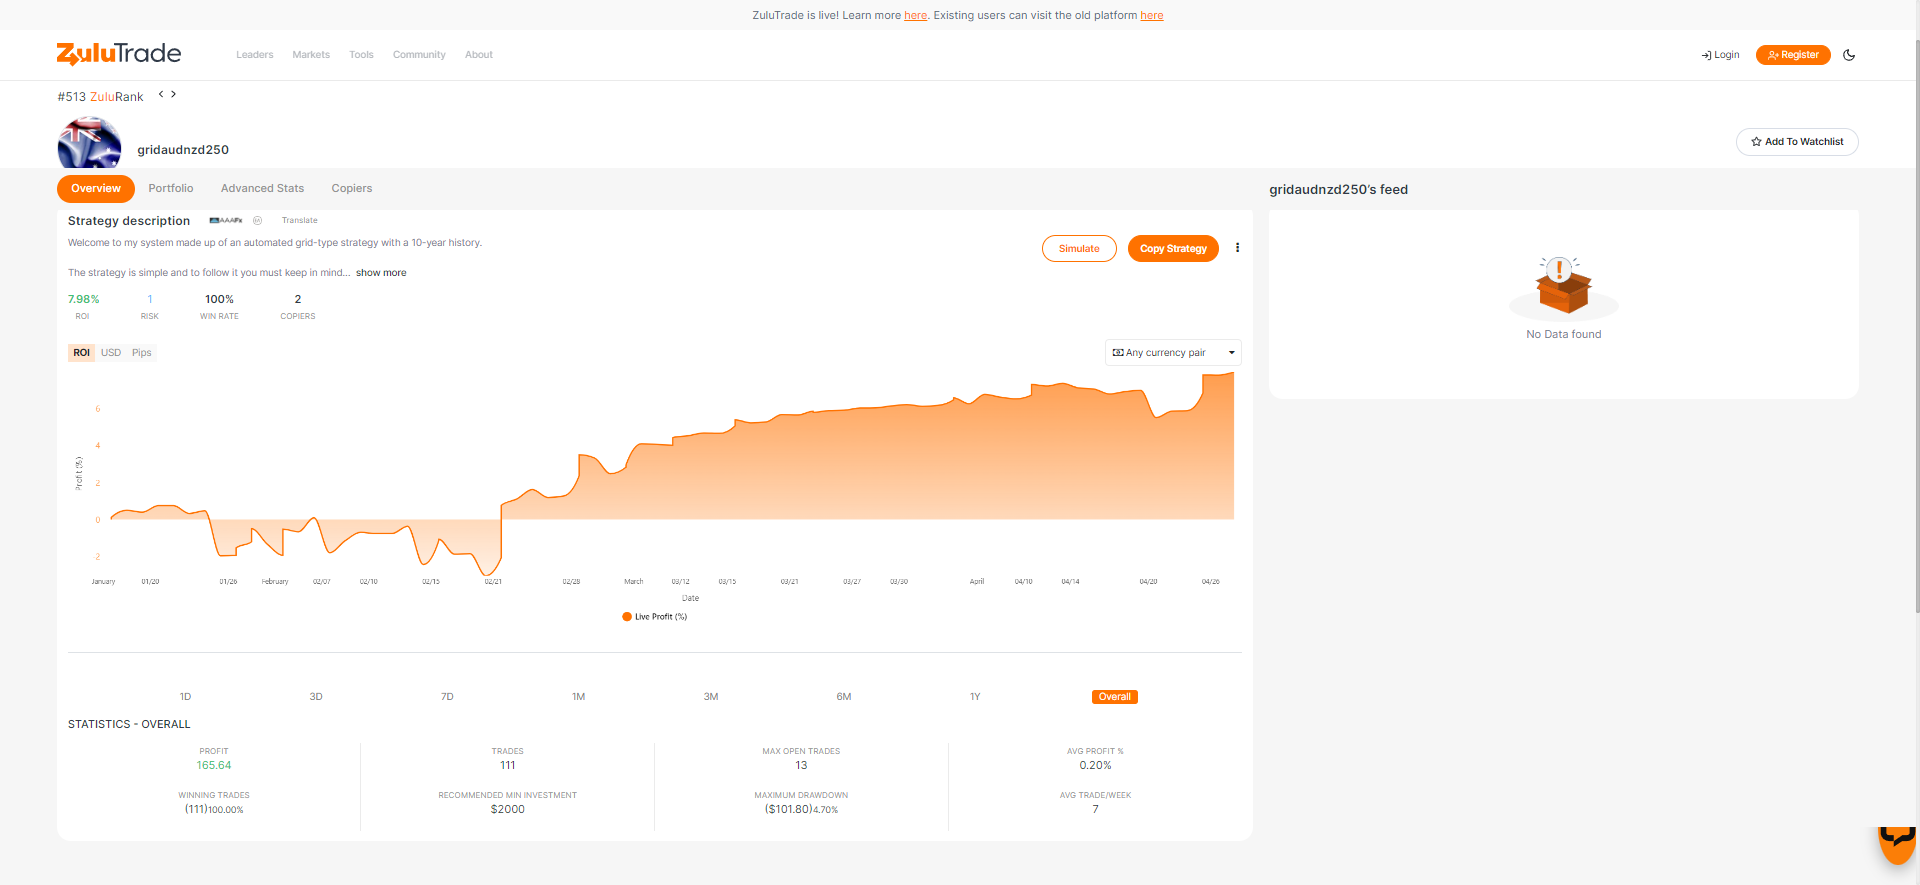 ZuluTrade is live! Learn more here. Existing users can visit the old platform here
ZuluTrade
Leaders Markets Tools Community About
Login Register
#513 ZuluRank
gridaudnzd250
Add To Watchlist
Overview Portfolio Advanced Stats Copiers
gridaudnzd250's feed
Strategy description AAAFx Translate
Welcome to my system made up of an automated grid-type strategy with a 10-year history.
Simulate Copy Strategy
The strategy is simple and to follow it you must keep in mind... show more
7.98% 1 100% 2
ROI RISK WIN RATE COPIERS
No Data found
ROI USD Pips
Any currency pair
6
4
2
0
2
Profit (%)
January 01/20 01/26 February 02/07 02/10 02/15 02/21 02/28 March 03/12 03/15 03/21 03/27 03/30 April 04/10 04/14 04/20 04/26
Date
Live Profit (%)
1D 3D 7D 1M 3M 6M 1Y Overall
STATISTICS - OVERALL
PROFIT TRADES MAX OPEN TRADES AVG PROFIT %
165.64 111 13 0.20%
WINNING TRADES RECOMMENDED MIN INVESTMENT MAXIMUM DRAWDOWN AVG TRADE/WEEK
(111)100.00% $2000 ($101.80)4.70% 7